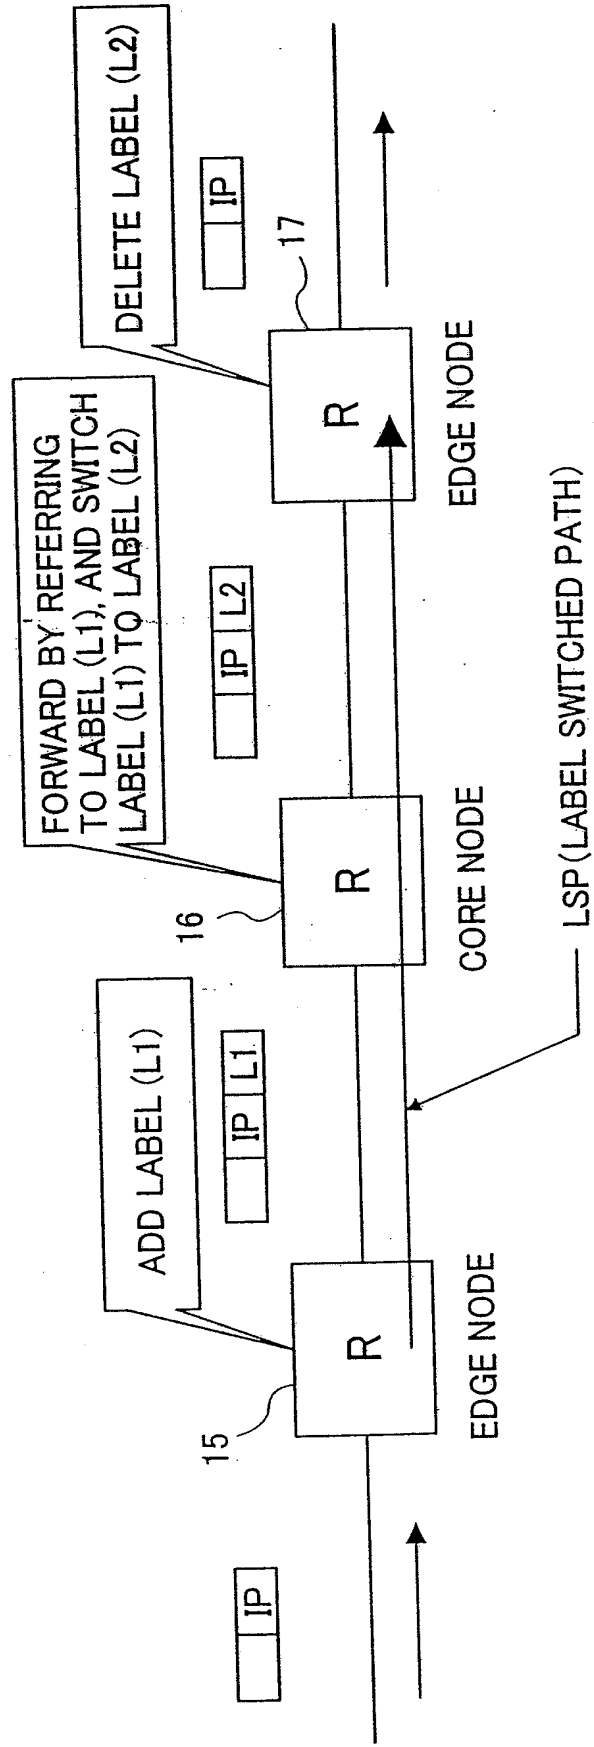 ADD LABEL (L1)
FORWARD BY REFERRING
TO LABEL (L1), AND SWITCH
LABEL (L1) TO LABEL (L2)
DELETE LABEL (L2)
IP
IP L1
IP L2
IP
15
16
17
R
R
R
EDGE NODE
CORE NODE
EDGE NODE
LSP (LABEL SWITCHED PATH)